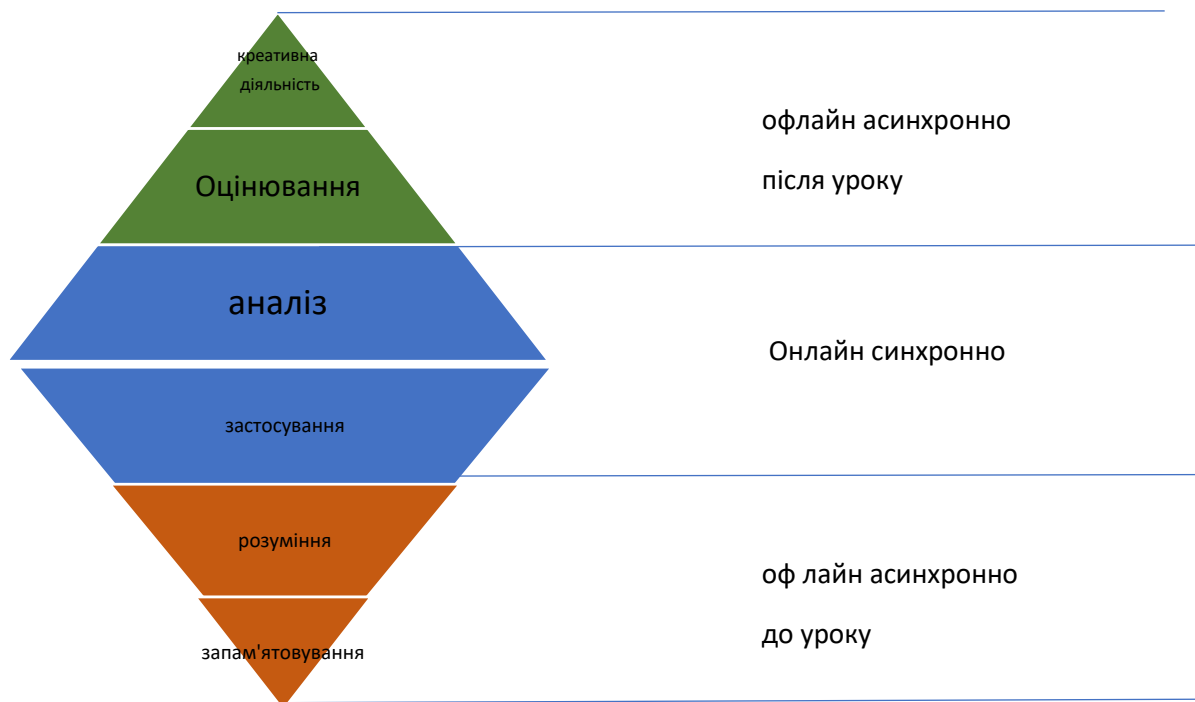 креативна
діяльність
офлайн асинхронно
Оцінювання
після уроку
аналіз
Онлайн синхронно
застосування
розуміння
оф лайн асинхронно
до уроку
запам'ятовування